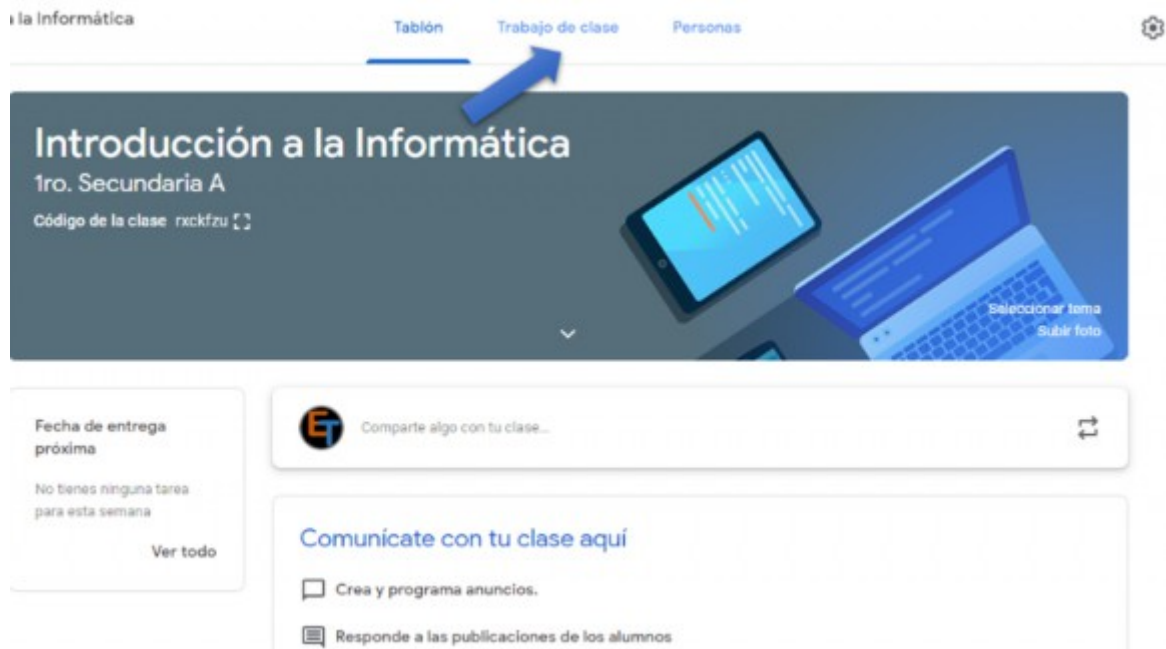 a la Informática
Tablón Trabajo de clase Personas
Introducción a la Informática
1ro. Secundaria A
Código de la clase rxckfzu
Seleccionar tema
Subir foto
Fecha de entrega
próxima
No tienes ninguna tarea
para esta semana
Ver todo
ET
Comparte algo con tu clase...
Comunícate con tu clase aquí
Crea y programa anuncios.
Responde a las publicaciones de los alumnos